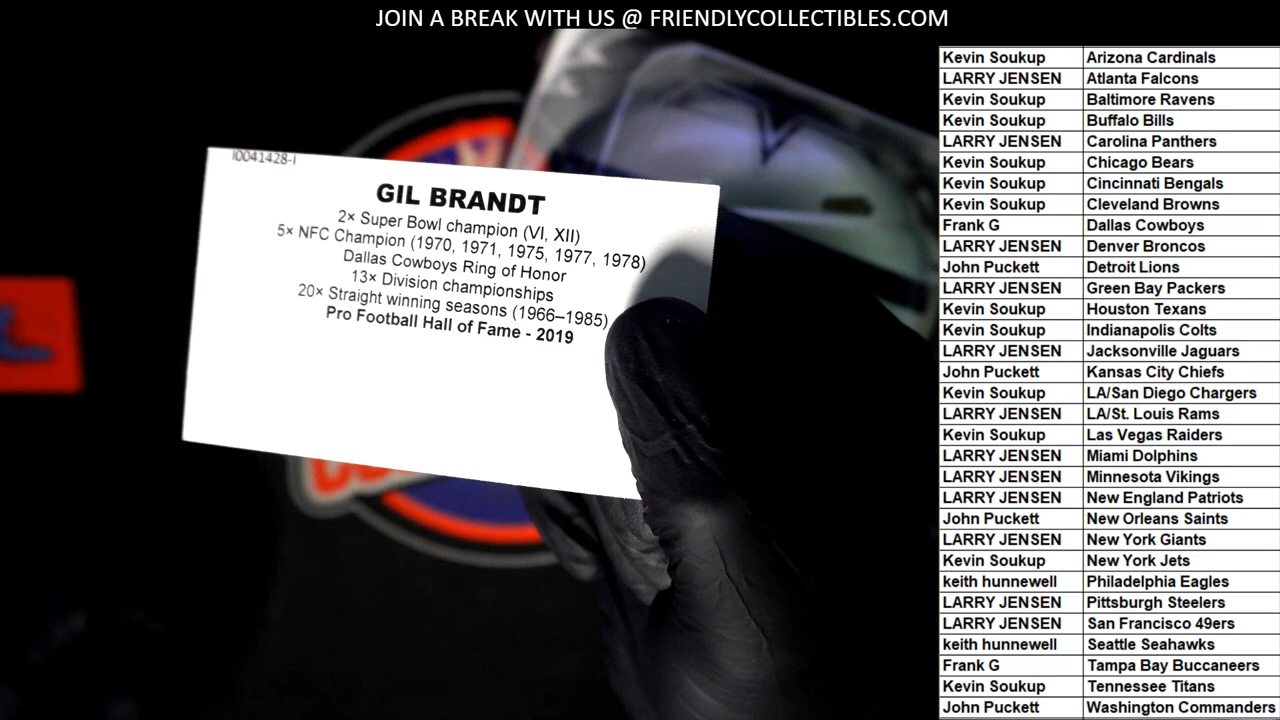 JOIN A BREAK WITH US @ FRIENDLYCOLLECTIBLES.COM
I0041428-I
GIL BRANDT
2× Super Bowl champion (VI, XII)
5× NFC Champion (1970, 1971, 1975, 1977, 1978)
Dallas Cowboys Ring of Honor
13× Division championships
20× Straight winning seasons (1966–1985)
Pro Football Hall of Fame - 2019
Kevin Soukup Arizona Cardinals
LARRY JENSEN Atlanta Falcons
Kevin Soukup Baltimore Ravens
Kevin Soukup Buffalo Bills
LARRY JENSEN Carolina Panthers
Kevin Soukup Chicago Bears
Kevin Soukup Cincinnati Bengals
Kevin Soukup Cleveland Browns
Frank G Dallas Cowboys
LARRY JENSEN Denver Broncos
John Puckett Detroit Lions
LARRY JENSEN Green Bay Packers
Kevin Soukup Houston Texans
Kevin Soukup Indianapolis Colts
LARRY JENSEN Jacksonville Jaguars
John Puckett Kansas City Chiefs
Kevin Soukup LA/San Diego Chargers
LARRY JENSEN LA/St. Louis Rams
Kevin Soukup Las Vegas Raiders
LARRY JENSEN Miami Dolphins
LARRY JENSEN Minnesota Vikings
LARRY JENSEN New England Patriots
John Puckett New Orleans Saints
LARRY JENSEN New York Giants
Kevin Soukup New York Jets
keith hunnewell Philadelphia Eagles
LARRY JENSEN Pittsburgh Steelers
LARRY JENSEN San Francisco 49ers
keith hunnewell Seattle Seahawks
Frank G Tampa Bay Buccaneers
Kevin Soukup Tennessee Titans
John Puckett Washington Commanders